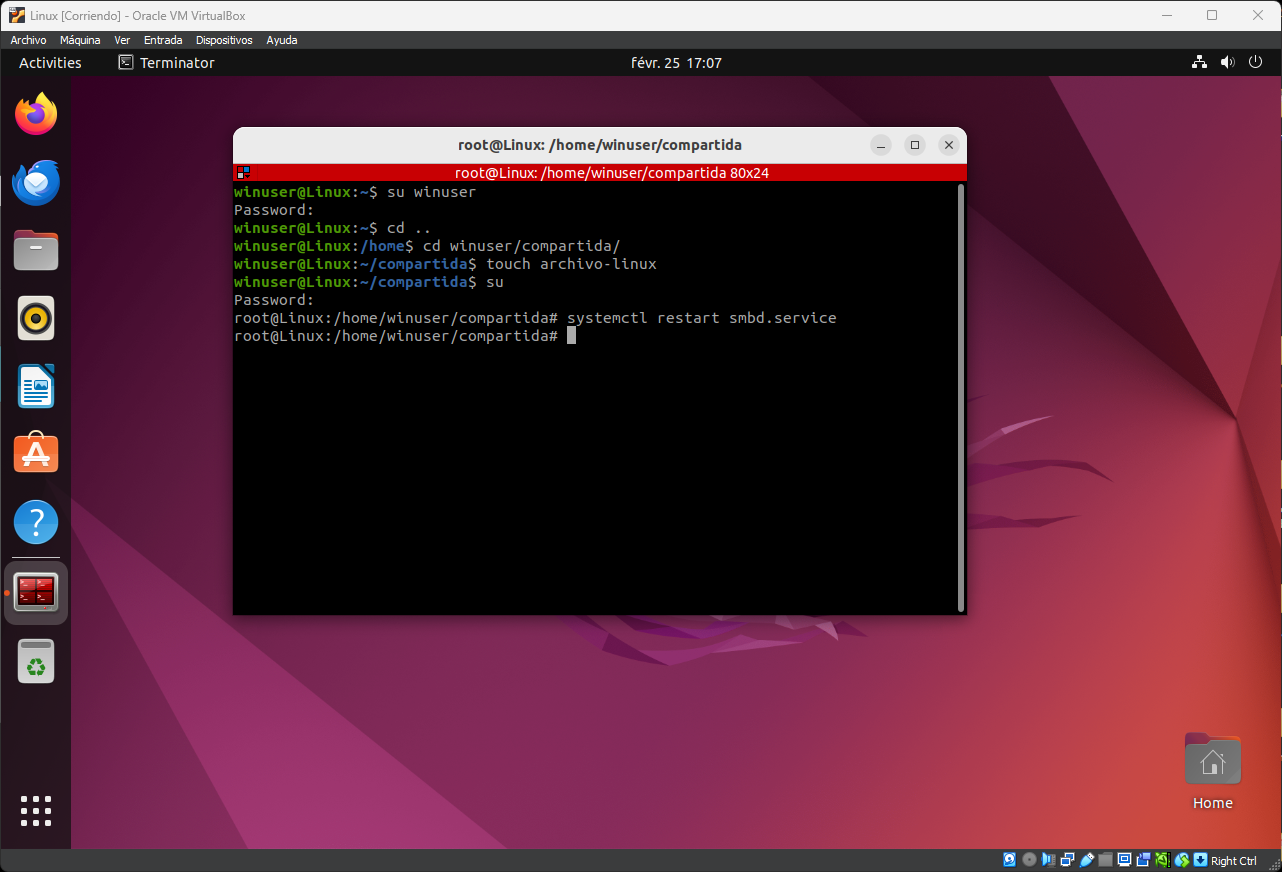 Linux [Corriendo] - Oracle VM VirtualBox
Archivo Máquina Ver Entrada Dispositivos Ayuda
Activities Terminator févr. 25 17:07
root@Linux: /home/winuser/compartida
root@Linux: /home/winuser/compartida 80x24
winuser@Linux:~$ su winuser
Password:
winuser@Linux:~$ cd ..
winuser@Linux:/home$ cd winuser/compartida/
winuser@Linux:~/compartida$ touch archivo-linux
winuser@Linux:~/compartida$ su
Password:
root@Linux:/home/winuser/compartida# systemctl restart smbd.service
root@Linux:/home/winuser/compartida#
Home
Right Ctrl